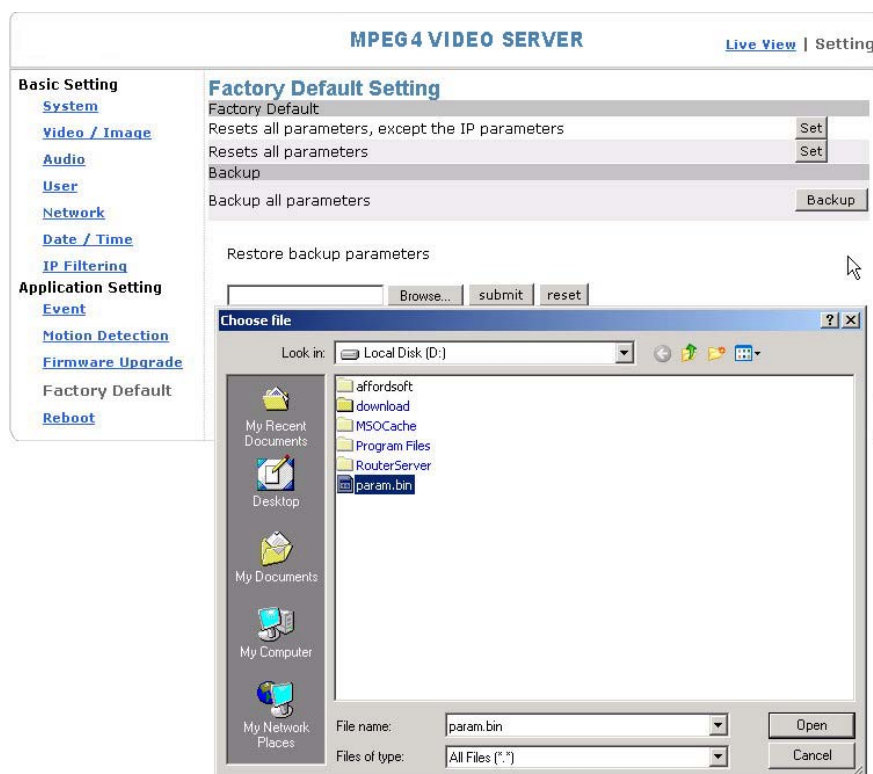 MPEG4 VIDEO SERVER
Live View | Setting
Basic Setting
System
Video / Image
Audio
User
Network
Date / Time
IP Filtering
Application Setting
Event
Motion Detection
Firmware Upgrade
Factory Default
Reboot
Factory Default Setting
Factory Default
Resets all parameters, except the IP parameters Set
Resets all parameters Set
Backup
Backup all parameters Backup
Restore backup parameters
Browse... submit reset
Choose file
Look in: Local Disk (D:)
My Recent Documents
Desktop
My Documents
My Computer
My Network Places
affordsoft
download
MSOCache
Program Files
RouterServer
param.bin
File name: param.bin Open
Files of type: All Files (*.*) Cancel